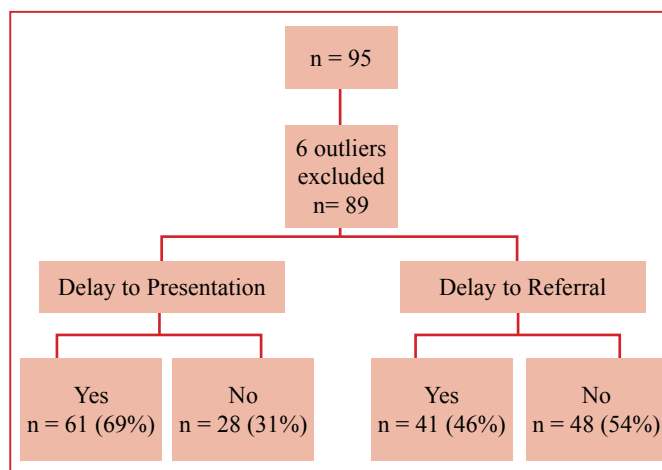 n = 95
6 outliers
excluded
n= 89
Delay to Presentation
Delay to Referral
Yes
n = 61 (69%)
No
n = 28 (31%)
Yes
n = 41 (46%)
No
n = 48 (54%)